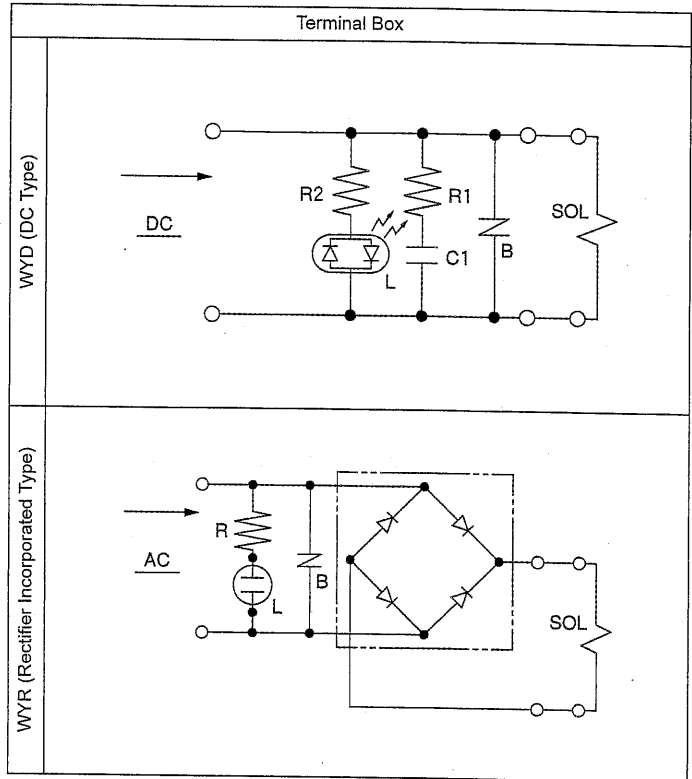 Terminal Box
WYD (DC Type)
DC
R2
R1
C1
L
B
SOL
WYR (Rectifier Incorporated Type)
AC
R
L
B
SOL